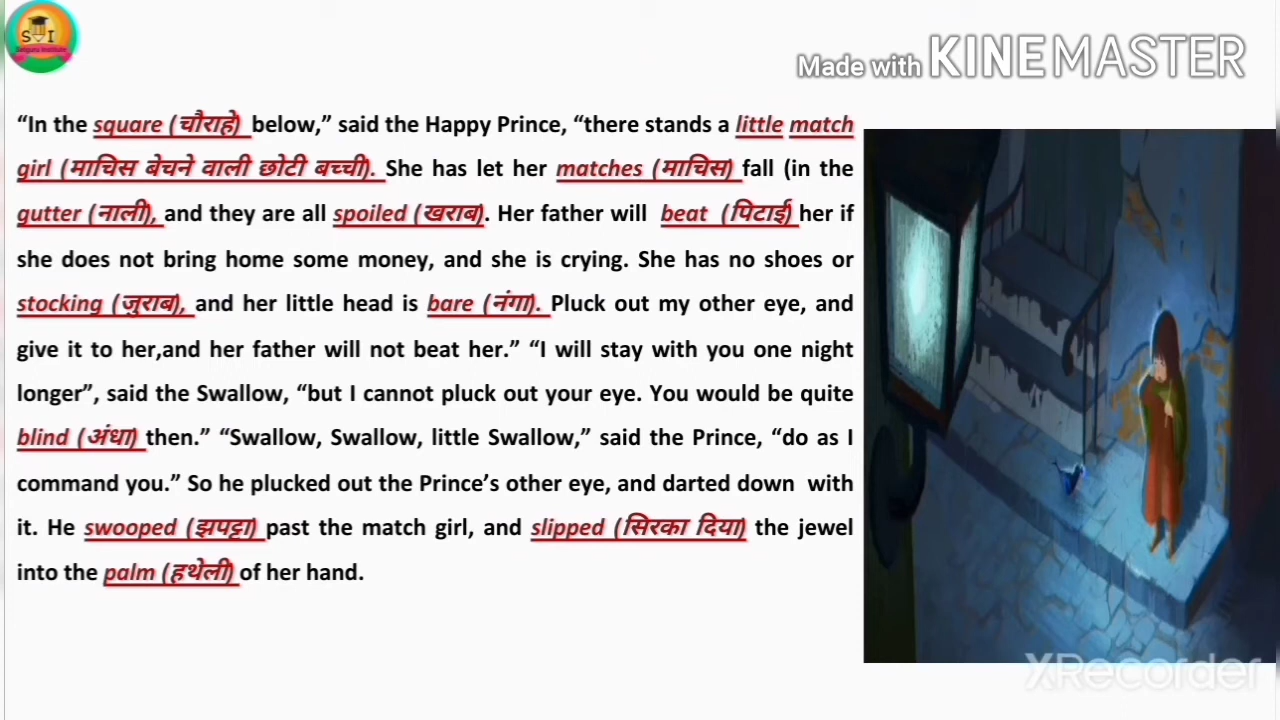 S I
Satguru Institute
Made with KINEMASTER
“In the square (चौराहे) below,” said the Happy Prince, “there stands a little match
girl (माचिस बेचने वाली छोटी बच्ची). She has let her matches (माचिस) fall (in the
gutter (नाली), and they are all spoiled (खराब). Her father will beat (पिटाई) her if
she does not bring home some money, and she is crying. She has no shoes or
stocking (जुराब), and her little head is bare (नंगा). Pluck out my other eye, and
give it to her,and her father will not beat her.” “I will stay with you one night
longer”, said the Swallow, “but I cannot pluck out your eye. You would be quite
blind (अंधा) then.” “Swallow, Swallow, little Swallow,” said the Prince, “do as I
command you.” So he plucked out the Prince’s other eye, and darted down with
it. He swooped (झपट्टा) past the match girl, and slipped (सिरका दिया) the jewel
into the palm (हथेली) of her hand.
XRecorder